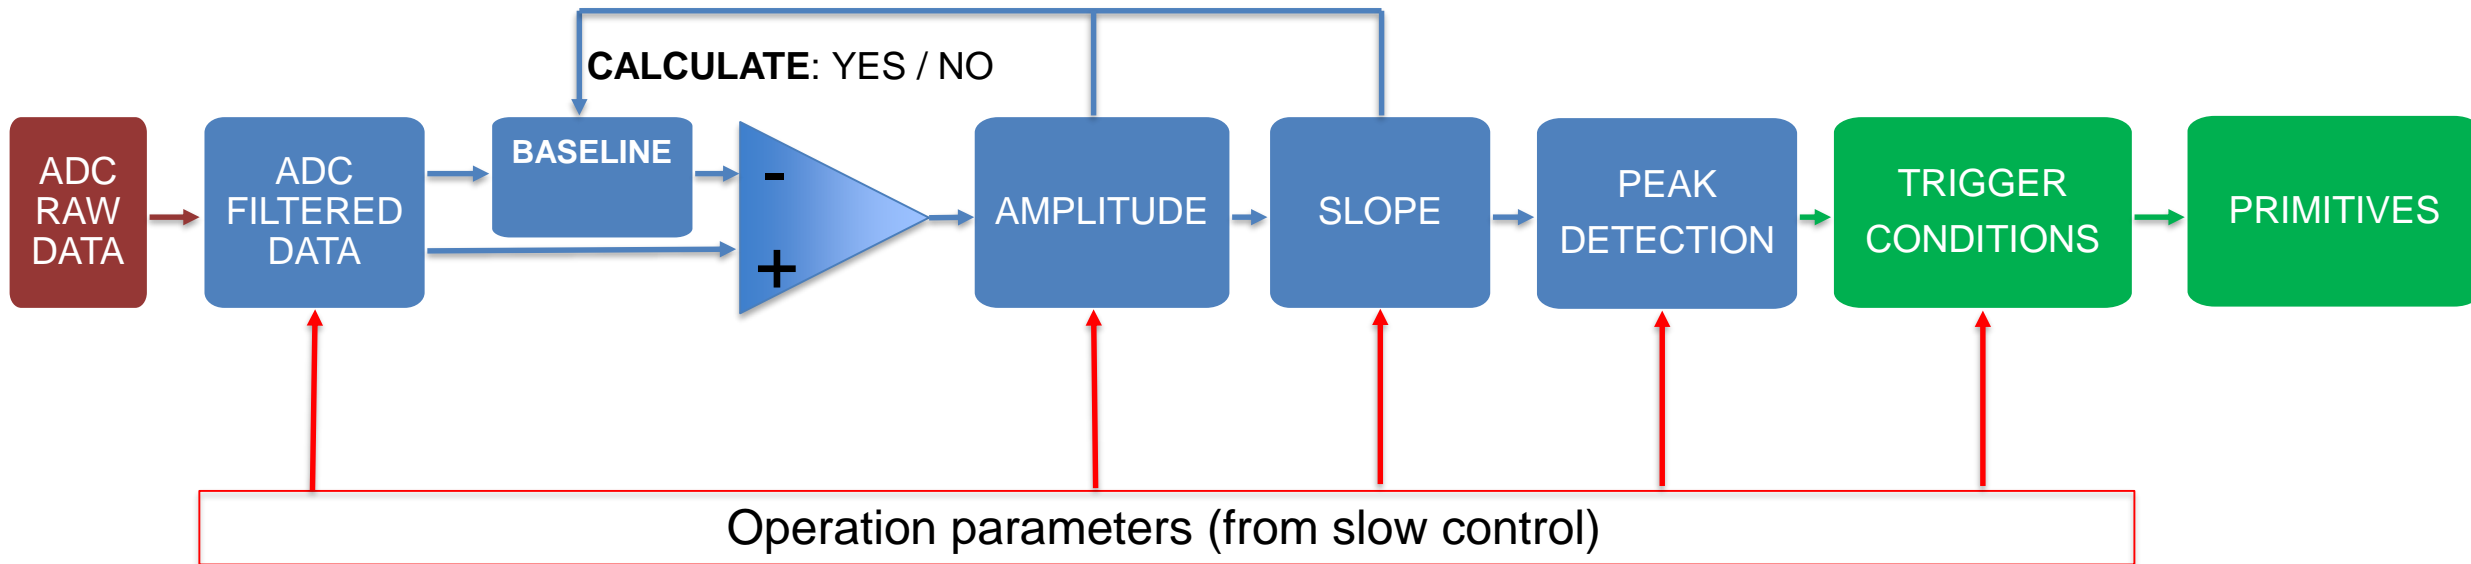 CALCULATE: YES / NO
ADC
RAW
DATA
ADC
FILTERED
DATA
BASELINE
-
+
AMPLITUDE
SLOPE
PEAK
DETECTION
TRIGGER
CONDITIONS
PRIMITIVES
Operation parameters (from slow control)